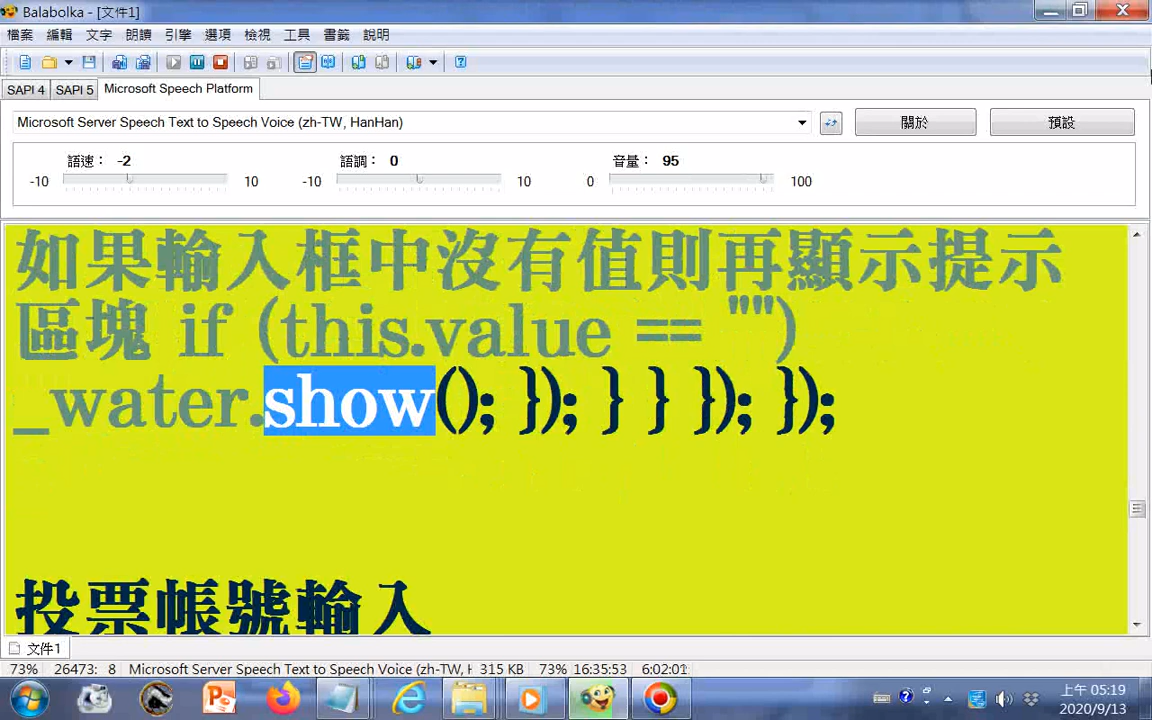 Balabolka - [文件1]
檔案 編輯 文字 朗讀 引擎 選項 檢視 工具 書籤 說明
SAPI 4 SAPI 5 Microsoft Speech Platform
Microsoft Server Speech Text to Speech Voice (zh-TW, HanHan) 關於 預設
語速： -2 語調： 0 音量： 95
-10 10 -10 10 0 100
如果輸入框中沒有值則再顯示提示
區塊 if (this.value == "")
_water.show(); }); } } }); });
投票帳號輸入
文件1
73% 26473: 8 Microsoft Server Speech Text to Speech Voice (zh-TW, H 315 KB 73% 16:35:53 6:02:01
上午 05:19
2020/9/13